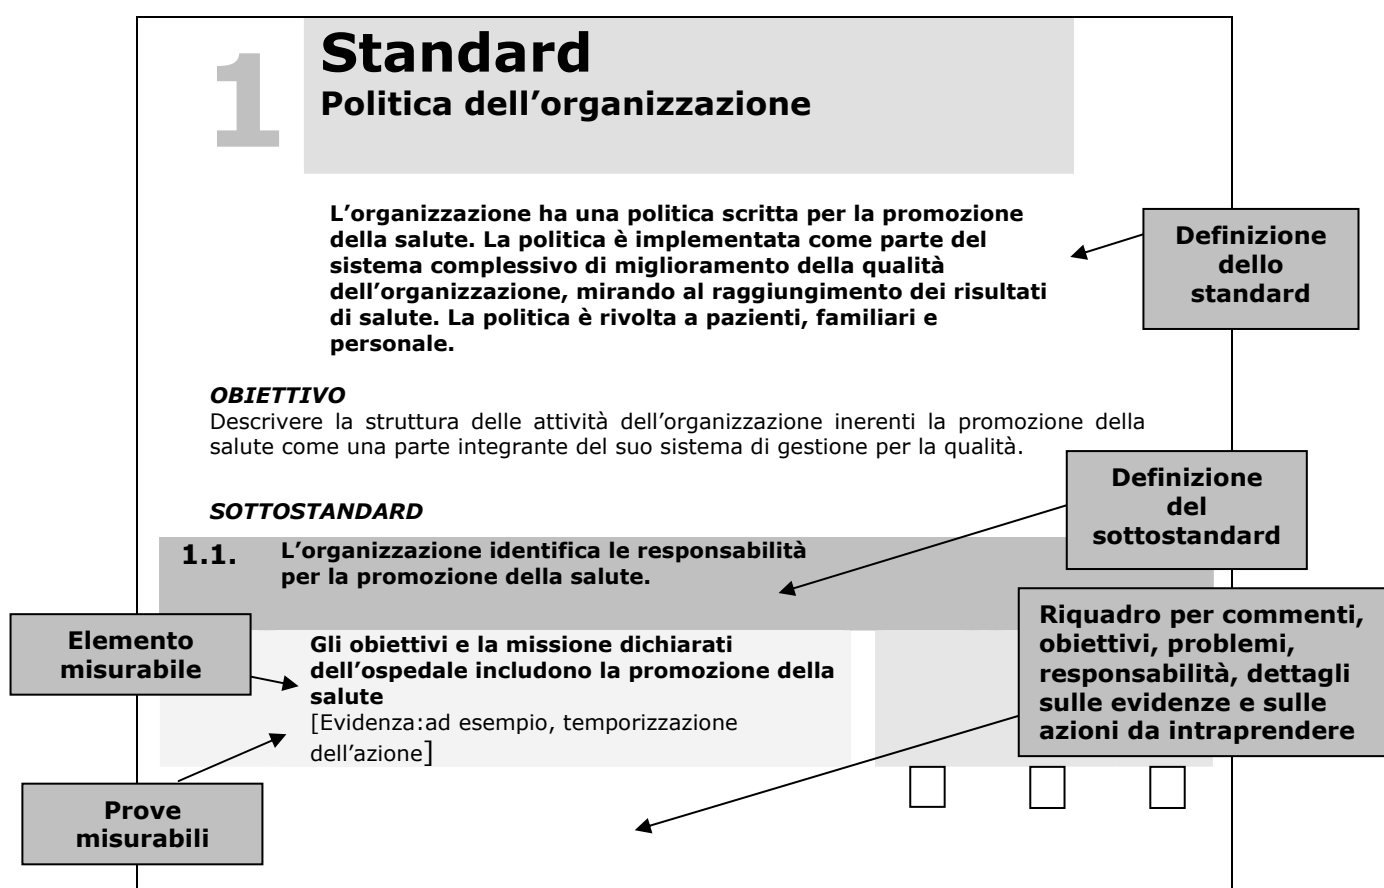 1
Standard
Politica dell’organizzazione
L’organizzazione ha una politica scritta per la promozione
della salute. La politica è implementata come parte del
sistema complessivo di miglioramento della qualità
dell’organizzazione, mirando al raggiungimento dei risultati
di salute. La politica è rivolta a pazienti, familiari e
personale.
Definizione
dello
standard
OBIETTIVO
Descrivere la struttura delle attività dell’organizzazione inerenti la promozione della
salute come una parte integrante del suo sistema di gestione per la qualità.
Definizione
del
sottostandard
SOTTOSTANDARD
1.1. L’organizzazione identifica le responsabilità
per la promozione della salute.
Riquadro per commenti,
obiettivi, problemi,
responsabilità, dettagli
sulle evidenze e sulle
azioni da intraprendere
Elemento
misurabile
Gli obiettivi e la missione dichiarati
dell’ospedale includono la promozione della
salute
[Evidenza:ad esempio, temporizzazione
dell’azione]
Prove
misurabili